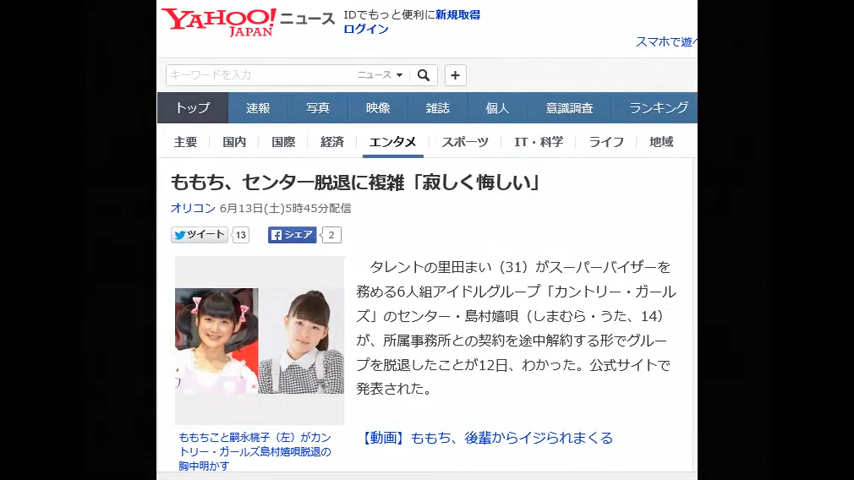 YAHOO! JAPAN ニュース
IDでもっと便利に新規取得
ログイン
スマホで遊べ
キーワードを入力 ニュース
トップ 速報 写真 映像 雑誌 個人 意識調査 ランキング
主要 国内 国際 経済 エンタメ スポーツ IT・科学 ライフ 地域
ももち、センター脱退に複雑「寂しく悔しい」
オリコン 6月13日(土)5時45分配信
ツイート 13 シェア 2
タレントの里田まい（31）がスーパーバイザーを
務める6人組アイドルグループ「カントリー・ガール
ズ」のセンター・島村嬉唄（しまむら・うた、14）
が、所属事務所との契約を途中解約する形でグルー
プを脱退したことが12日、わかった。公式サイトで
発表された。
【動画】ももち、後輩からイジられまくる
ももちこと嗣永桃子（左）がカン
トリー・ガールズ島村嬉唄脱退の
胸中明かす